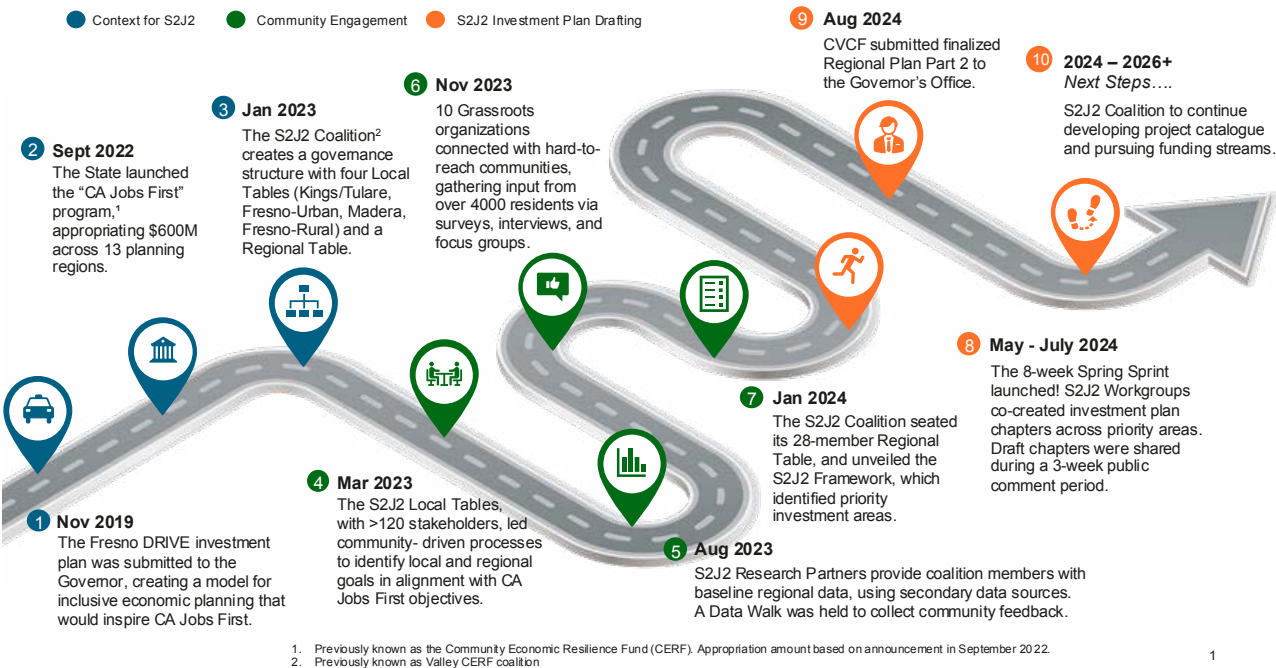 Context for S2J2
Community Engagement
S2J2 Investment Plan Drafting
1
Nov 2019
The Fresno DRIVE investment
plan was submitted to the
Governor, creating a model for
inclusive economic planning that
would inspire CA Jobs First.
2
Sept 2022
The State launched
the “CA Jobs First”
program,¹
appropriating $600M
across 13 planning
regions.
3
Jan 2023
The S2J2 Coalition²
creates a governance
structure with four Local
Tables (Kings/Tulare,
Fresno-Urban, Madera,
Fresno-Rural) and a
Regional Table.
4
Mar 2023
The S2J2 Local Tables,
with >120 stakeholders, led
community- driven processes
to identify local and regional
goals in alignment with CA
Jobs First objectives.
5
Aug 2023
S2J2 Research Partners provide coalition members with
baseline regional data, using secondary data sources.
A Data Walk was held to collect community feedback.
6
Nov 2023
10 Grassroots
organizations
connected with hard-to-
reach communities,
gathering input from
over 4000 residents via
surveys, interviews, and
focus groups.
7
Jan 2024
The S2J2 Coalition seated
its 28-member Regional
Table, and unveiled the
S2J2 Framework, which
identified priority
investment areas.
8
May - July 2024
The 8-week Spring Sprint
launched! S2J2 Workgroups
co-created investment plan
chapters across priority areas.
Draft chapters were shared
during a 3-week public
comment period.
9
Aug 2024
CVCF submitted finalized
Regional Plan Part 2 to
the Governor’s Office.
10
2024 – 2026+
Next Steps….
S2J2 Coalition to continue
developing project catalogue
and pursuing funding streams.
1. Previously known as the Community Economic Resilience Fund (CERF). Appropriation amount based on announcement in September 2022.
2. Previously known as Valley CERF coalition
1